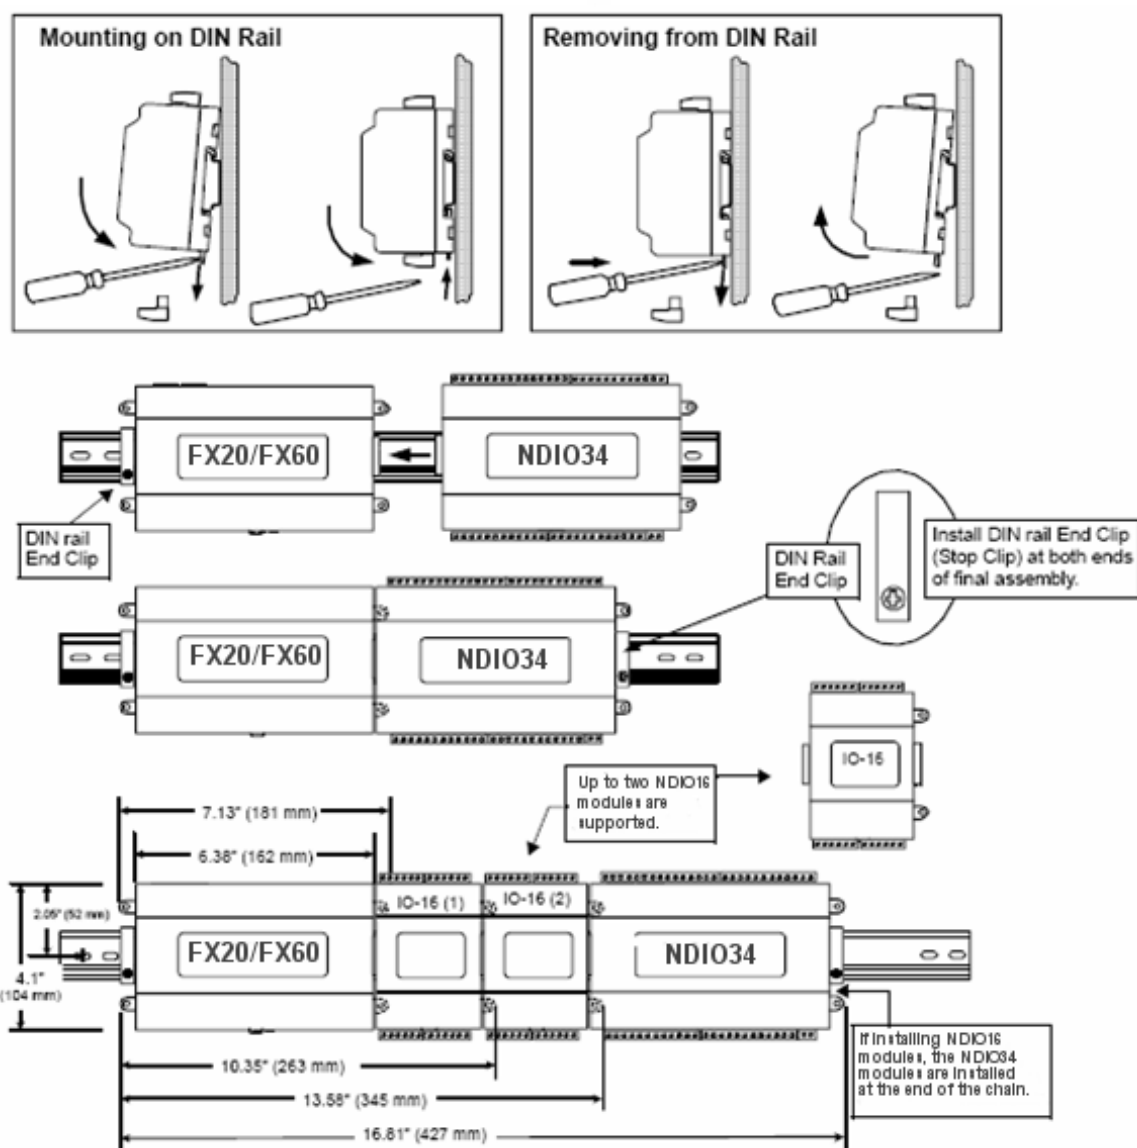 Mounting on DIN Rail
Removing from DIN Rail
FX20/FX60
NDIO34
DIN rail
End Clip
DIN Rail
End Clip
Install DIN rail End Clip
(Stop Clip) at both ends
of final assembly.
FX20/FX60
NDIO34
IO-16
Up to two NDIO16
modules are
supported.
7.13" (181 mm)
6.38" (162 mm)
2.05" (52 mm)
4.1"
(104 mm)
IO-16 (1)
IO-16 (2)
FX20/FX60
NDIO34
If installing NDIO16
modules, the NDIO34
modules are installed
at the end of the chain.
10.35" (263 mm)
13.58" (345 mm)
16.81" (427 mm)